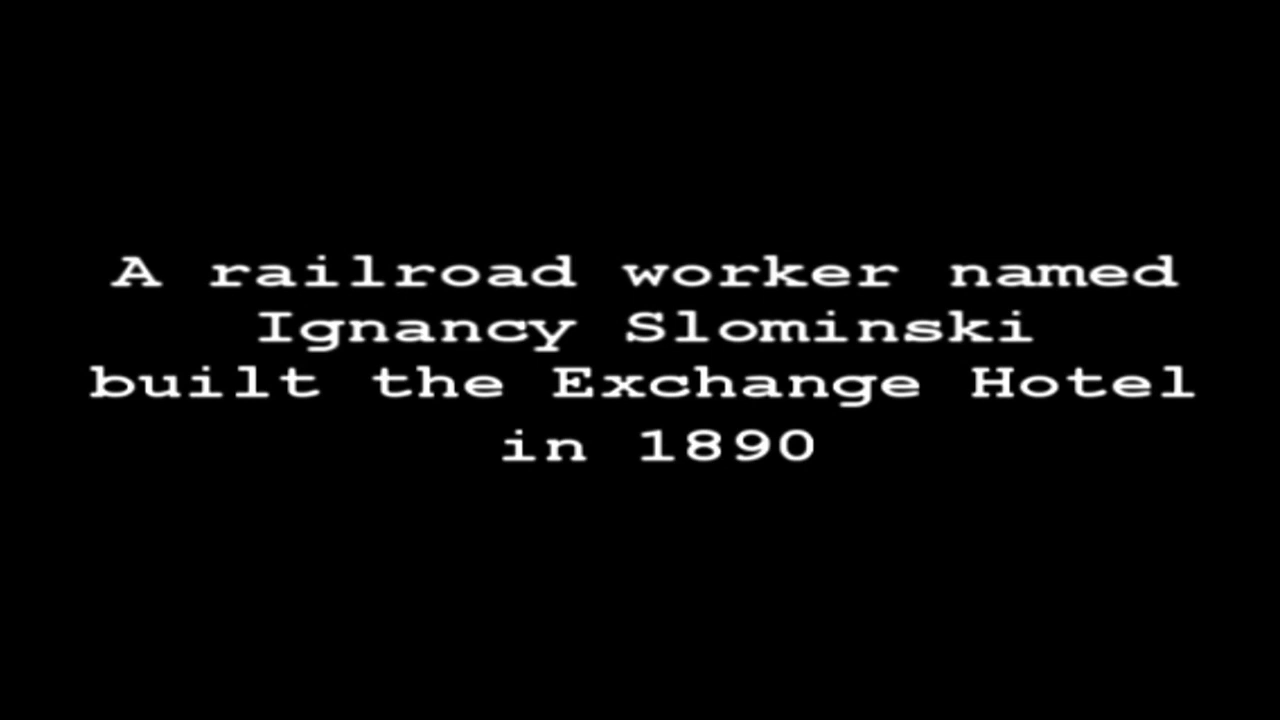 A railroad worker named
Ignancy Slominski
built the Exchange Hotel
in 1890